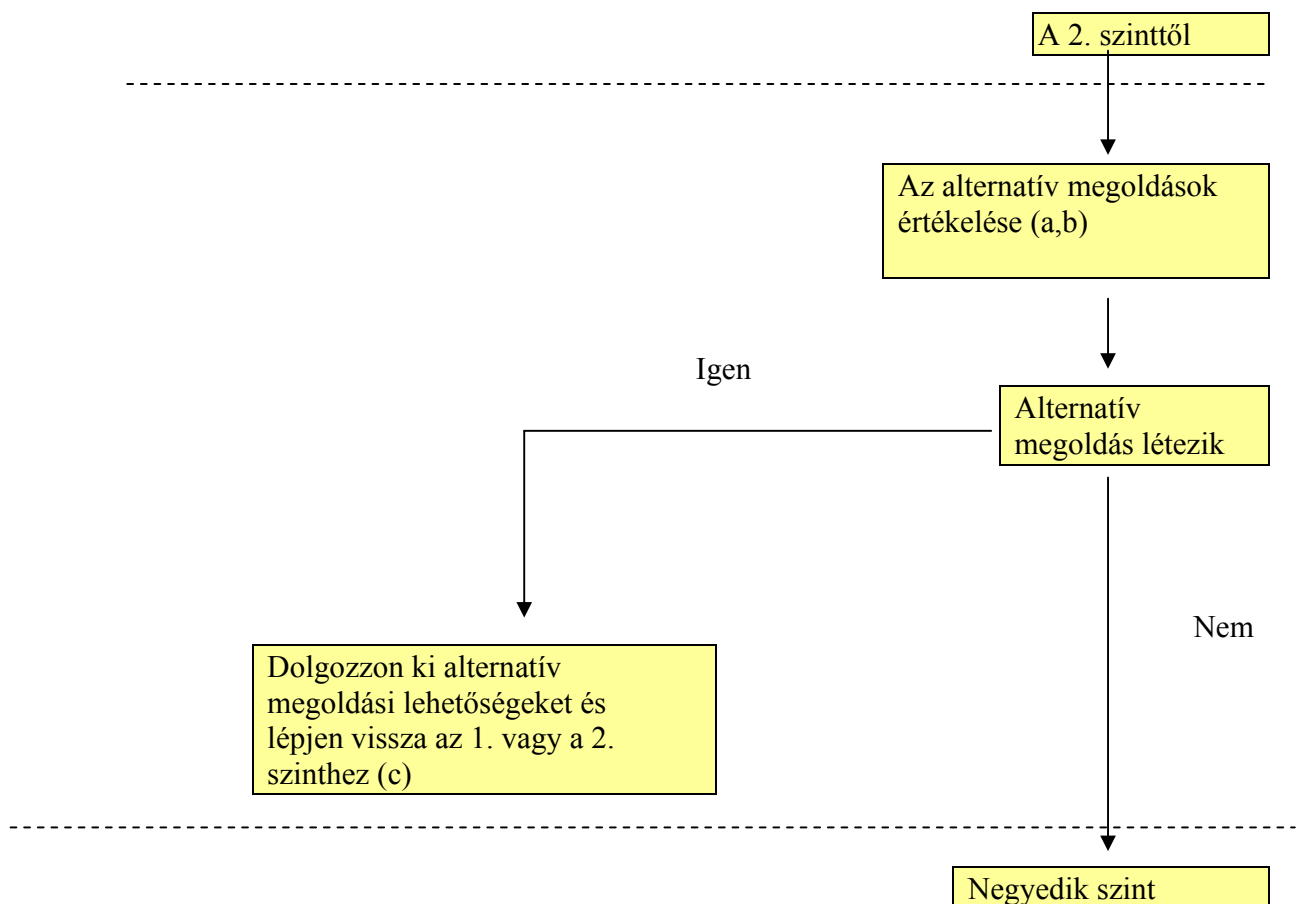 A 2. szinttől
Az alternatív megoldások
értékelése (a,b)
Igen
Alternatív
megoldás létezik
Nem
Dolgozzon ki alternatív
megoldási lehetőségeket és
lépjen vissza az 1. vagy a 2.
szinthez (c)
Negyedik szint